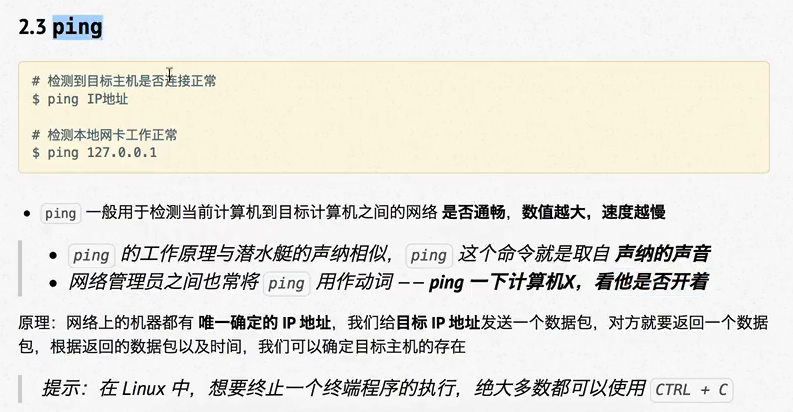 2.3 ping
# 检测到目标主机是否连接正常
$ ping IP地址
# 检测本地网卡工作正常
$ ping 127.0.0.1
• ping 一般用于检测当前计算机到目标计算机之间的网络 是否通畅，数值越大，速度越慢
• ping 的工作原理与潜水艇的声纳相似，ping 这个命令就是取自 声纳的声音
• 网络管理员之间也常将 ping 用作动词 —— ping 一下计算机X，看他是否开着
原理：网络上的机器都有 唯一确定的 IP 地址，我们给目标 IP 地址发送一个数据包，对方就要返回一个数据
包，根据返回的数据包以及时间，我们可以确定目标主机的存在
提示：在 Linux 中，想要终止一个终端程序的执行，绝大多数都可以使用 CTRL + C